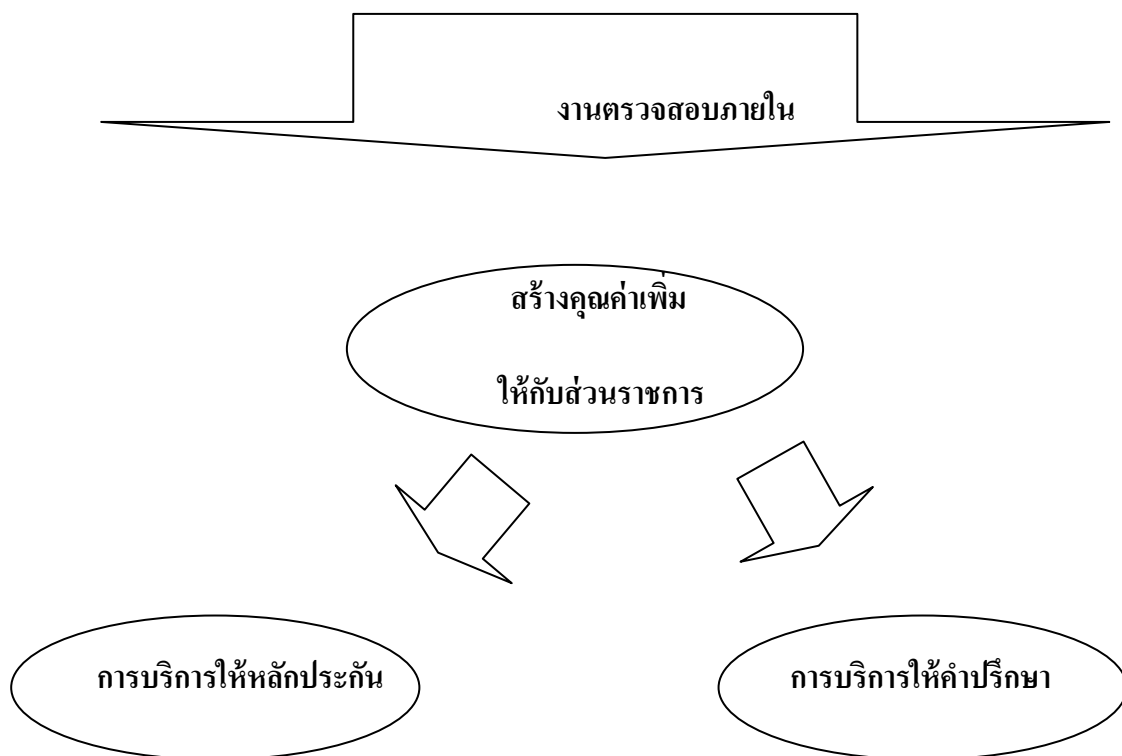 งานตรวจสอบภายใน
สร้างคุณค่าเพิ่ม
ให้กับส่วนราชการ
การบริการให้หลักประกัน
การบริการให้คำปรึกษา